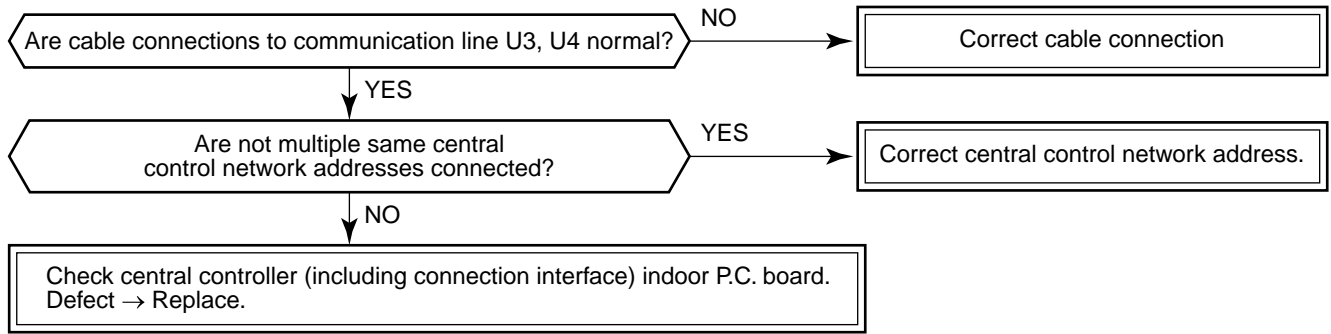 Are cable connections to communication line U3, U4 normal?
NO
Correct cable connection
YES
Are not multiple same central
control network addresses connected?
YES
Correct central control network address.
NO
Check central controller (including connection interface) indoor P.C. board.
Defect → Replace.